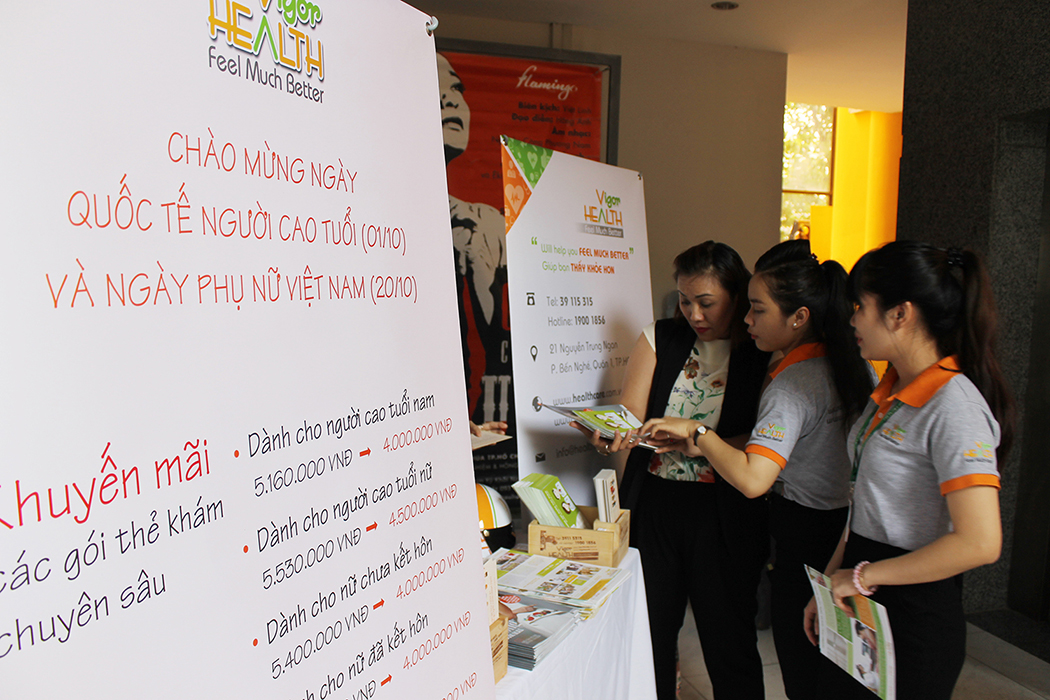 Vigor
HEALTH
Feel Much Better
CHÀO MỪNG NGÀY
QUỐC TẾ NGƯỜI CAO TUỔI (01/10)
VÀ NGÀY PHỤ NỮ VIỆT NAM (20/10)
Khuyến mãi
các gói thẻ khám
chuyên sâu
• Dành cho người cao tuổi nam
5.160.000 VNĐ → 4.000.000 VNĐ
• Dành cho người cao tuổi nữ
5.530.000 VNĐ → 4.500.000 VNĐ
• Dành cho nữ chưa kết hôn
5.400.000 VNĐ → 4.000.000 VNĐ
Dành cho nữ đã kết hôn
VNĐ → 4.000.000 VNĐ
flamingo
Vigor
HEALTH
Feel Much Better
“Will help you FEEL MUCH BETTER”
Giúp bạn THẤY KHỎE HƠN
Tel: 39 115 315
Hotline: 1900 1856
21 Nguyễn Trung Ngạn
P. Bến Nghé, Quận 1, TP